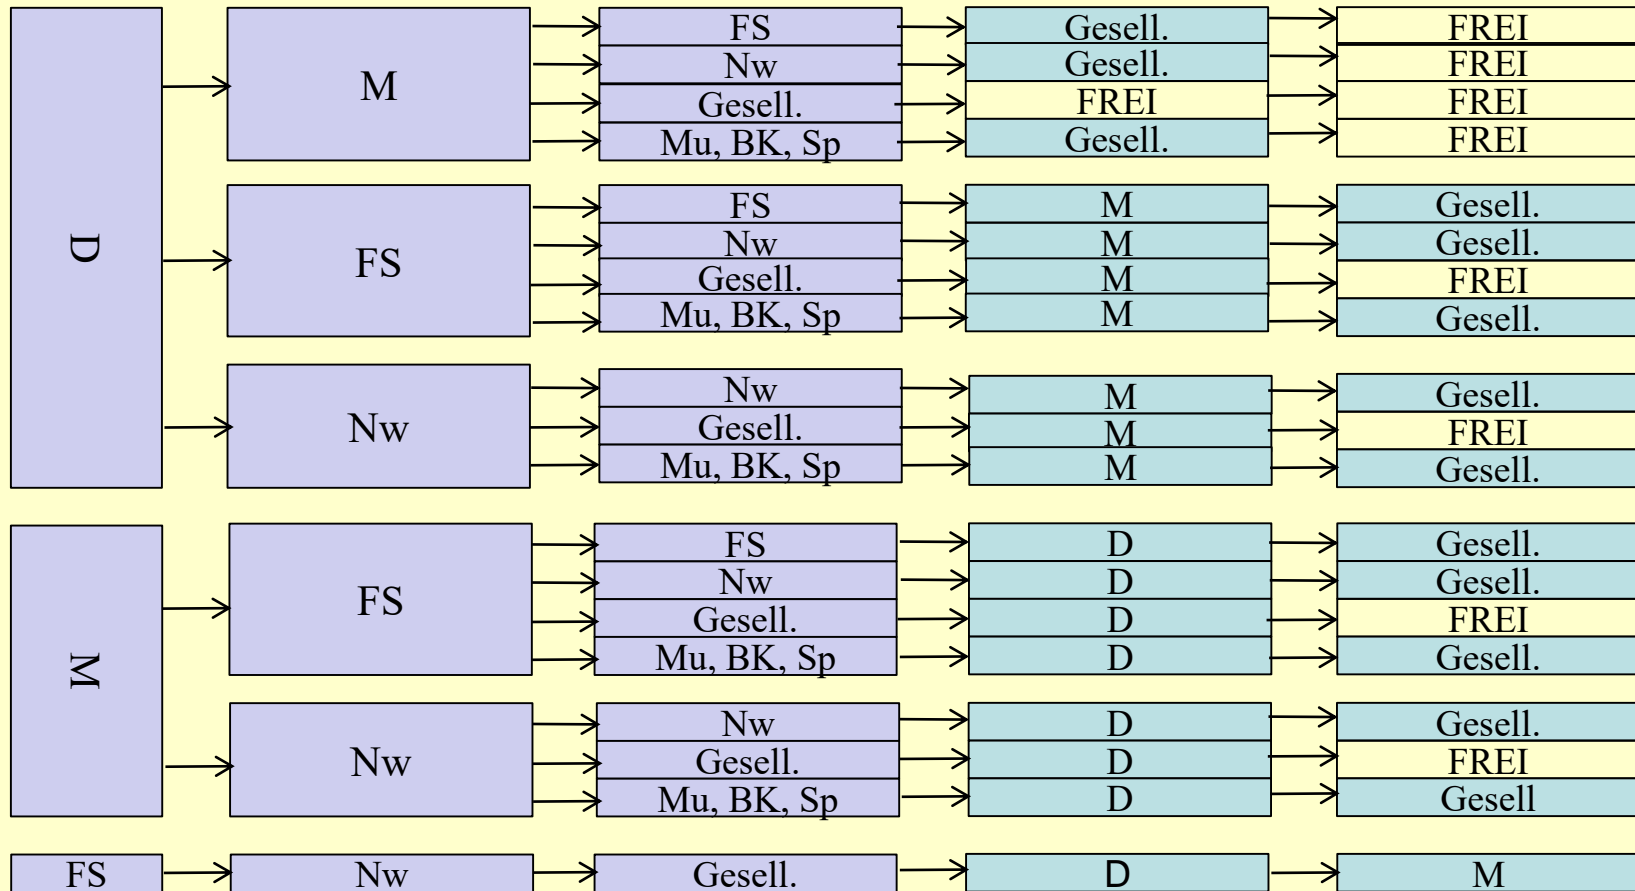 FS Gesell. FREI
Nw Gesell. FREI
M
Gesell. FREI FREI
Mu, BK, Sp Gesell. FREI
FS M Gesell.
D
Nw M Gesell.
FS
Gesell. M FREI
Mu, BK, Sp M Gesell.
Nw M Gesell.
Nw
Gesell. M FREI
Mu, BK, Sp M Gesell.
FS D Gesell.
Nw D Gesell.
FS
Gesell. D FREI
Mu, BK, Sp D Gesell.
M
Nw D Gesell.
Nw
Gesell. D FREI
Mu, BK, Sp D Gesell
FS Nw Gesell. D M